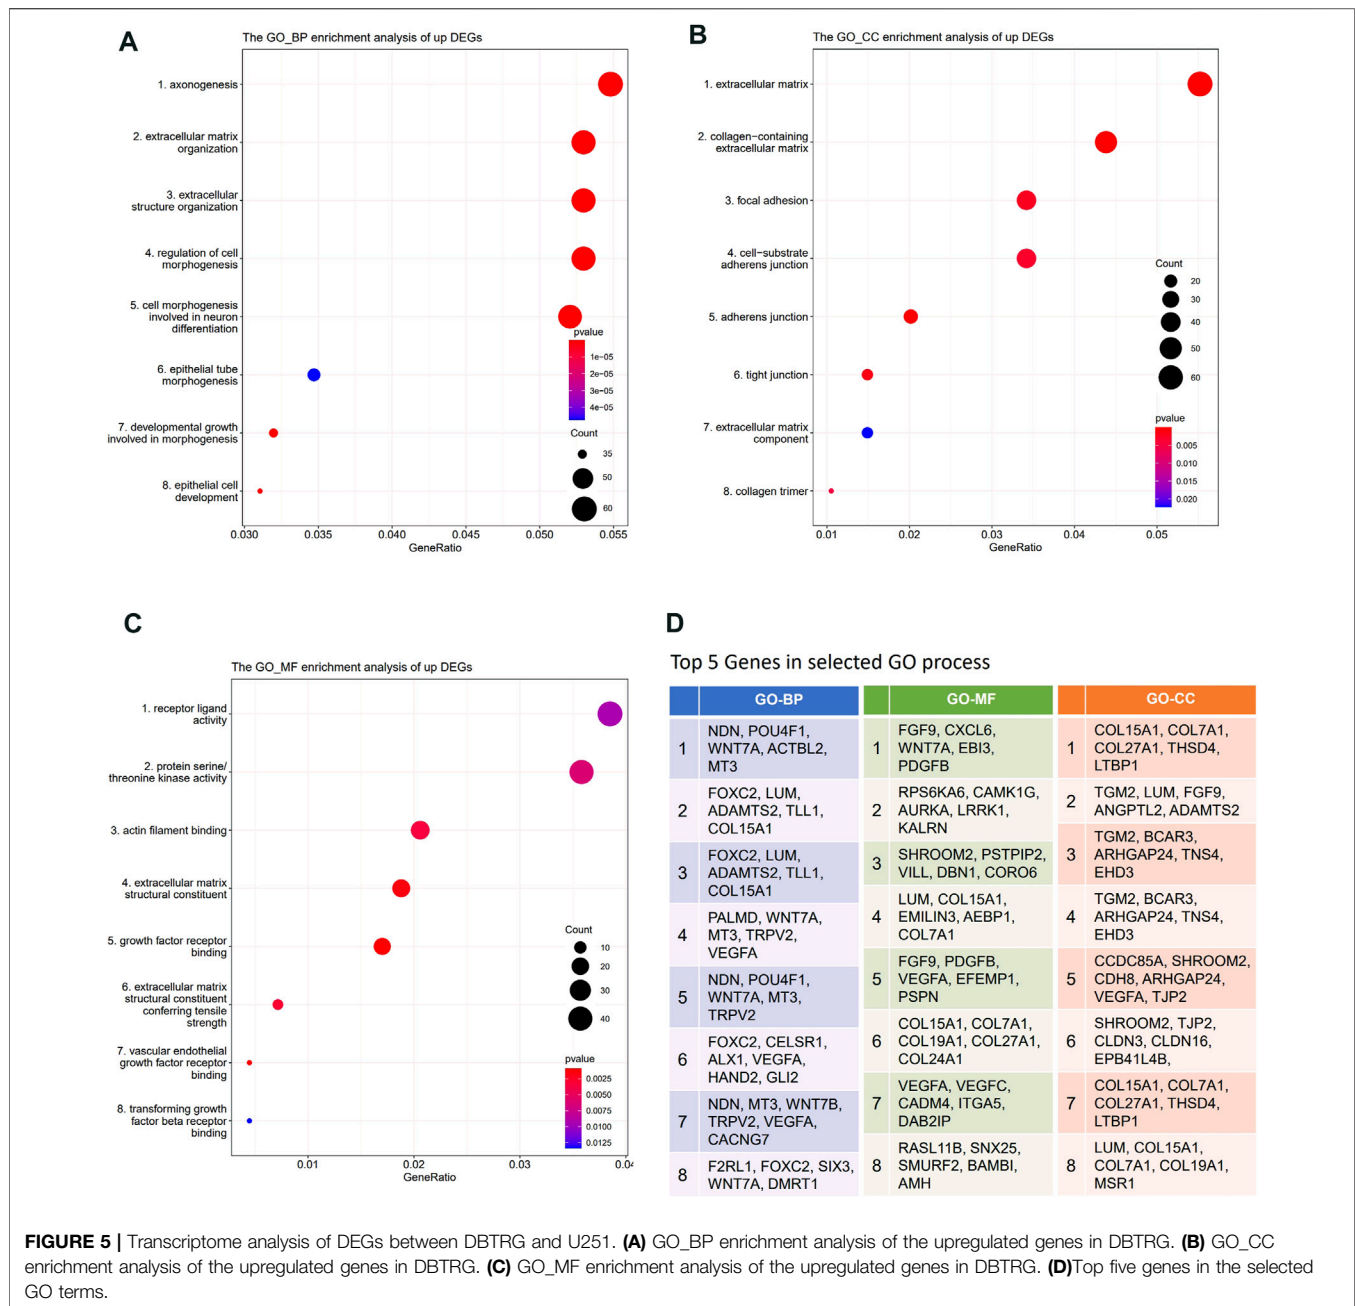 A
The GO_BP enrichment analysis of up DEGs
1. axonogenesis
2. extracellular matrix
organization
3. extracellular
structure organization
4. regulation of cell
morphogenesis
5. cell morphogenesis
involved in neuron
differentiation
6. epithelial tube
morphogenesis
7. developmental growth
involved in morphogenesis
8. epithelial cell
development
pvalue
1e−05
2e−05
3e−05
4e−05
Count
35
50
60
0.030 0.035 0.040 0.045 0.050 0.055
GeneRatio
B
The GO_CC enrichment analysis of up DEGs
1. extracellular matrix
2. collagen−containing
extracellular matrix
3. focal adhesion
4. cell−substrate
adherens junction
5. adherens junction
6. tight junction
7. extracellular matrix
component
8. collagen trimer
Count
20
30
40
50
60
pvalue
0.005
0.010
0.015
0.020
0.01 0.02 0.03 0.04 0.05
GeneRatio
C
The GO_MF enrichment analysis of up DEGs
1. receptor ligand
activity
2. protein serine/
threonine kinase activity
3. actin filament binding
4. extracellular matrix
structural constituent
5. growth factor receptor
binding
6. extracellular matrix
structural constituent
conferring tensile
strength
7. vascular endothelial
growth factor receptor
binding
8. transforming growth
factor beta receptor
binding
Count
10
20
30
40
pvalue
0.0025
0.0050
0.0075
0.0100
0.0125
0.01 0.02 0.03 0.04
GeneRatio
D
Top 5 Genes in selected GO process
GO-BP
1
NDN, POU4F1,
WNT7A, ACTBL2,
MT3
2
FOXC2, LUM,
ADAMTS2, TLL1,
COL15A1
3
FOXC2, LUM,
ADAMTS2, TLL1,
COL15A1
4
PALMD, WNT7A,
MT3, TRPV2,
VEGFA
5
NDN, POU4F1,
WNT7A, MT3,
TRPV2
6
FOXC2, CELSR1,
ALX1, VEGFA,
HAND2, GLI2
7
NDN, MT3, WNT7B,
TRPV2, VEGFA,
CACNG7
8
F2RL1, FOXC2, SIX3,
WNT7A, DMRT1
GO-MF
1
FGF9, CXCL6,
WNT7A, EBI3,
PDGFB
2
RPS6KA6, CAMK1G,
AURKA, LRRK1,
KALRN
3
SHROOM2, PSTPIP2,
VILL, DBN1, CORO6
4
LUM, COL15A1,
EMILIN3, AEBP1,
COL7A1
5
FGF9, PDGFB,
VEGFA, EFEMP1,
PSPN
6
COL15A1, COL7A1,
COL19A1, COL27A1,
COL24A1
7
VEGFA, VEGFC,
CADM4, ITGA5,
DAB2IP
8
RASL11B, SNX25,
SMURF2, BAMBI,
AMH
GO-CC
1
COL15A1, COL7A1,
COL27A1, THSD4,
LTBP1
2
TGM2, LUM, FGF9,
ANGPTL2, ADAMTS2
3
TGM2, BCAR3,
ARHGAP24, TNS4,
EHD3
4
TGM2, BCAR3,
ARHGAP24, TNS4,
EHD3
5
CCDC85A, SHROOM2,
CDH8, ARHGAP24,
VEGFA, TJP2
6
SHROOM2, TJP2,
CLDN3, CLDN16,
EPB41L4B,
7
COL15A1, COL7A1,
COL27A1, THSD4,
LTBP1
8
LUM, COL15A1,
COL7A1, COL19A1,
MSR1
FIGURE 5 | Transcriptome analysis of DEGs between DBTRG and U251. (A) GO_BP enrichment analysis of the upregulated genes in DBTRG. (B) GO_CC
enrichment analysis of the upregulated genes in DBTRG. (C) GO_MF enrichment analysis of the upregulated genes in DBTRG. (D)Top five genes in the selected
GO terms.